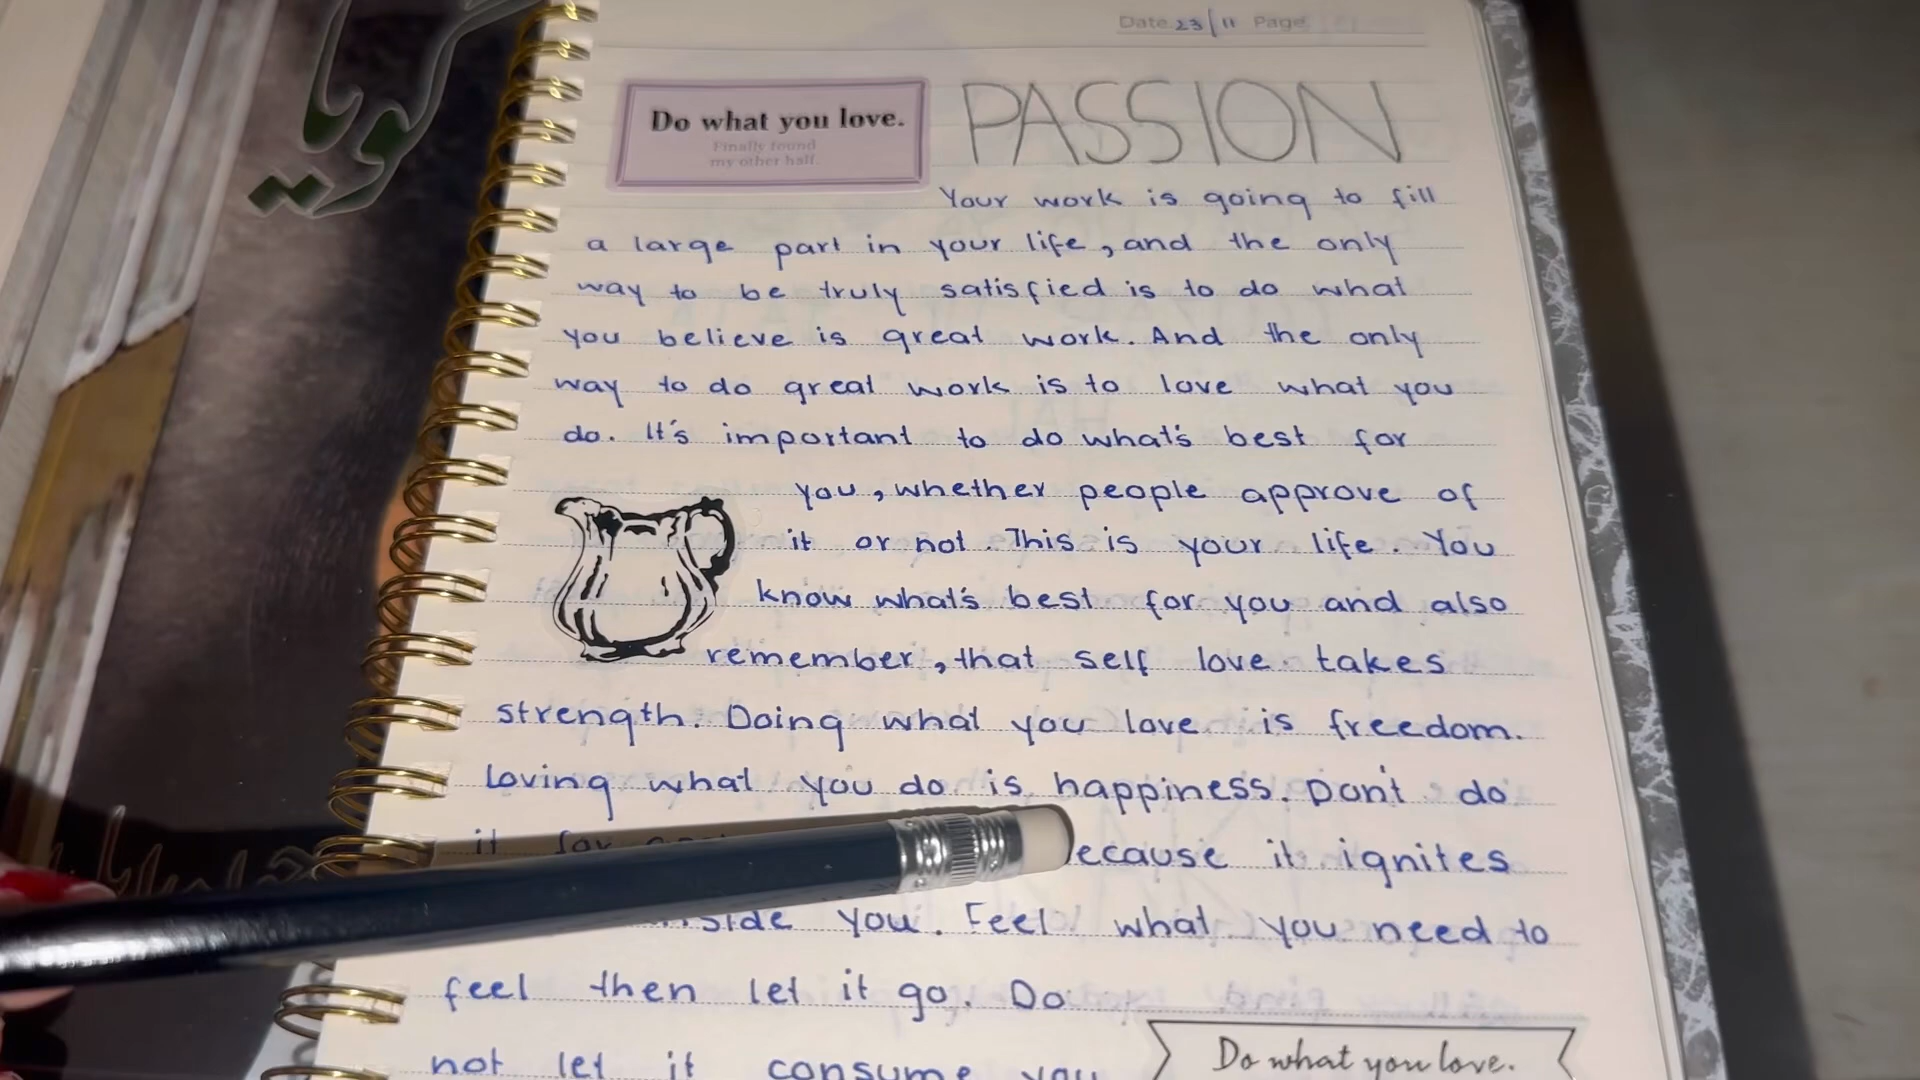 گویا
Date 23/11 Page
Do what you love.
Finally found
my other half.
PASSION
Your work is going to fill
a large part in your life, and the only
way to be truly satisfied is to do what
you believe is great work. And the only
way to do great work is to love what you
do. It's important to do what's best for
you, whether people approve of
it or not. This is your life. You
know what's best for you and also
remember, that self love takes
strength. Doing what you love is freedom.
Loving what you do is happiness. Don't do
it for because it ignites
inside you. Feel what you need to
feel then let it go. Do
not let it consume you
Do what you love.